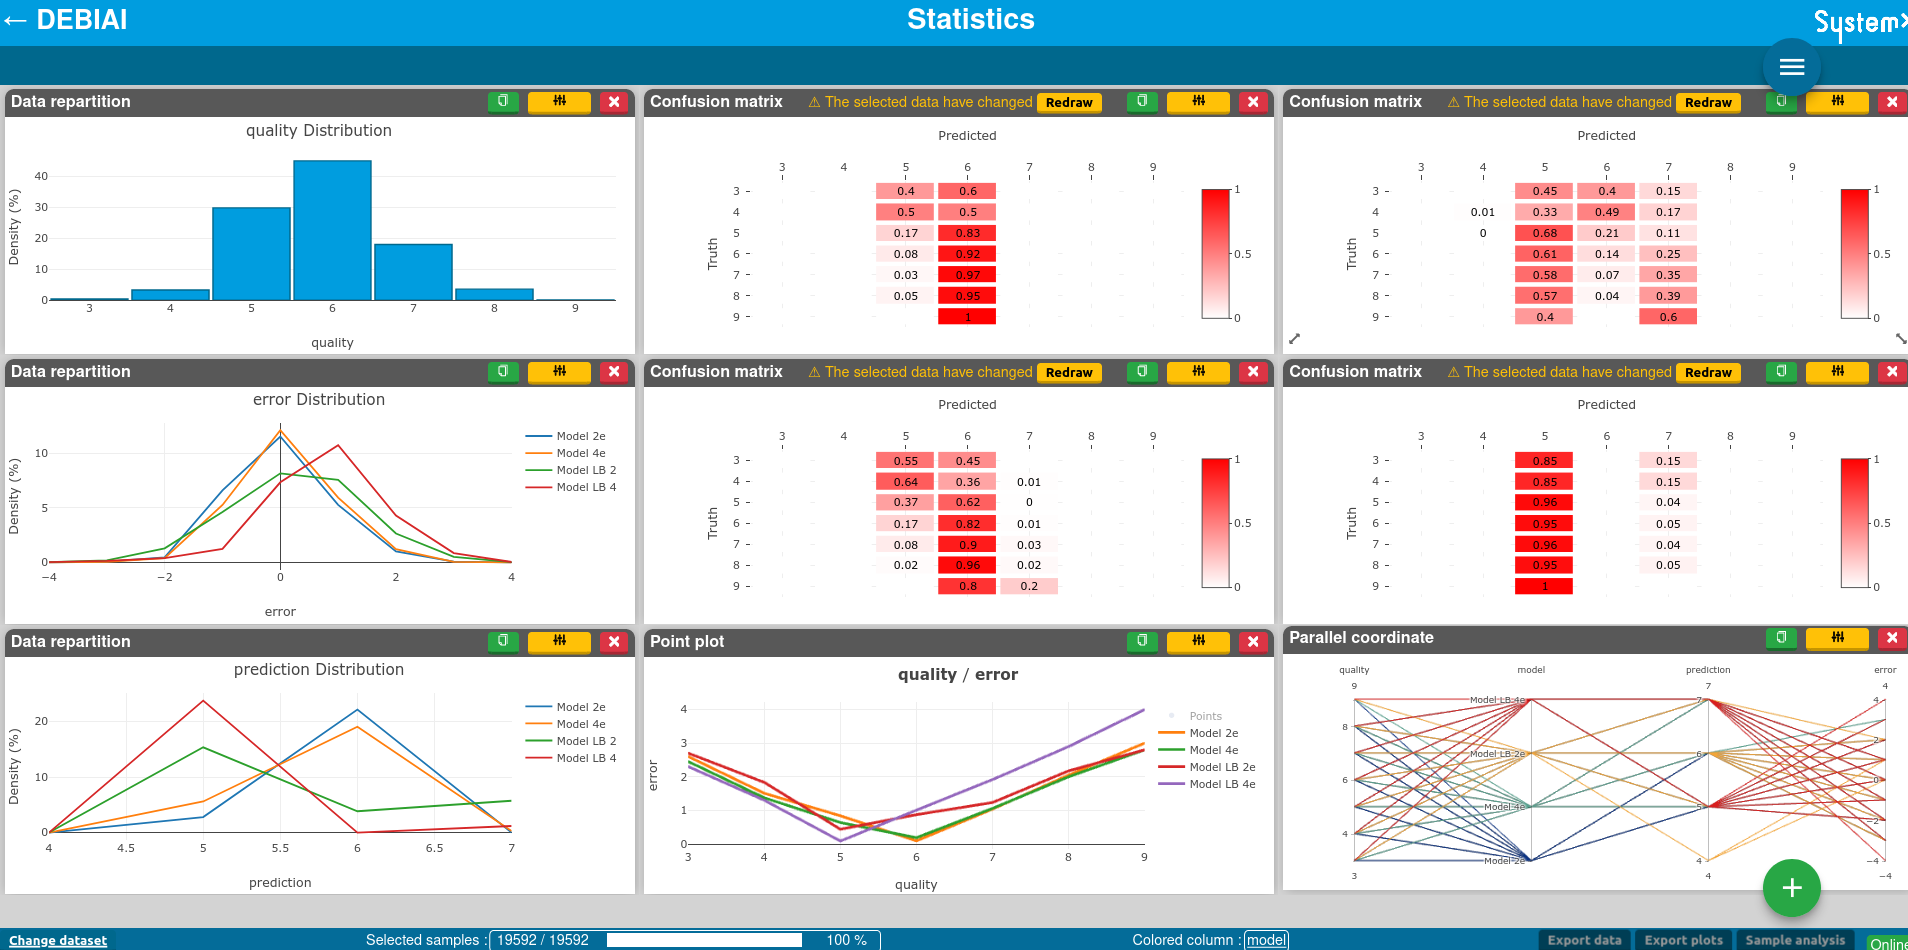 ← DEBIAI
Statistics
System
Data repartition
quality Distribution
Density (%)
40
30
20
10
0
3 4 5 6 7 8 9
quality
Confusion matrix ⚠ The selected data have changed Redraw
Predicted
3 4 5 6 7 8 9
Truth
3 0.4 0.6
4 0.5 0.5
5 0.17 0.83
6 0.08 0.92
7 0.03 0.97
8 0.05 0.95
9 1
1
0.5
0
Confusion matrix ⚠ The selected data have changed Redraw
Predicted
3 4 5 6 7 8 9
Truth
3 0.45 0.4 0.15
4 0.01 0.33 0.49 0.17
5 0 0.68 0.21 0.11
6 0.61 0.14 0.25
7 0.58 0.07 0.35
8 0.57 0.04 0.39
9 0.4 0.6
1
0.5
0
Data repartition
error Distribution
Density (%)
10
5
0
−4 −2 0 2 4
error
Model 2e
Model 4e
Model LB 2
Model LB 4
Confusion matrix ⚠ The selected data have changed Redraw
Predicted
3 4 5 6 7 8 9
Truth
3 0.55 0.45
4 0.64 0.36 0.01
5 0.37 0.62 0
6 0.17 0.82 0.01
7 0.08 0.9 0.03
8 0.02 0.96 0.02
9 0.8 0.2
1
0.5
0
Confusion matrix ⚠ The selected data have changed Redraw
Predicted
3 4 5 6 7 8 9
Truth
3 0.85 0.15
4 0.85 0.15
5 0.96 0.04
6 0.95 0.05
7 0.96 0.04
8 0.95 0.05
9 1
1
0.5
0
Data repartition
prediction Distribution
Density (%)
20
10
0
4 4.5 5 5.5 6 6.5 7
prediction
Model 2e
Model 4e
Model LB 2
Model LB 4
Point plot
quality / error
error
4
3
2
1
0
3 4 5 6 7 8 9
quality
Points
Model 2e
Model 4e
Model LB 2e
Model LB 4e
Parallel coordinate
quality model prediction error
9 7 4
Model LB 4e 7 4
8
Model LB 2e 6 2
6 0
Model 4e 5
4 −2
Model 2e 4 −4
3 4 −4
+
Change dataset
Selected samples : 19592 / 19592 100 %
Colored column : model
Export data Export plots Sample analysis Online